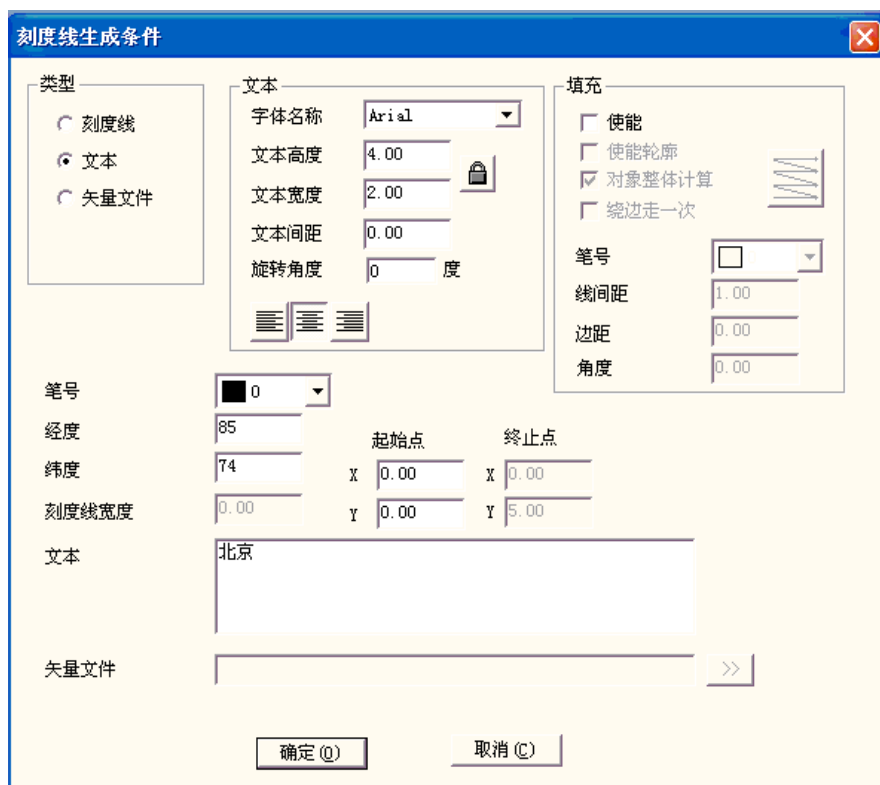 刻度线生成条件
类型
刻度线
文本
矢量文件
文本
字体名称 Arial
文本高度 4.00
文本宽度 2.00
文本间距 0.00
旋转角度 0 度
填充
使能
使能轮廓
对象整体计算
绕边走一次
笔号
线间距 1.00
边距 0.00
角度 0.00
笔号 0
经度 85
纬度 74
刻度线宽度 0.00
起始点 终止点
X 0.00 X 0.00
Y 0.00 Y 5.00
文本 北京
矢量文件 >>
确定(O) 取消(C)